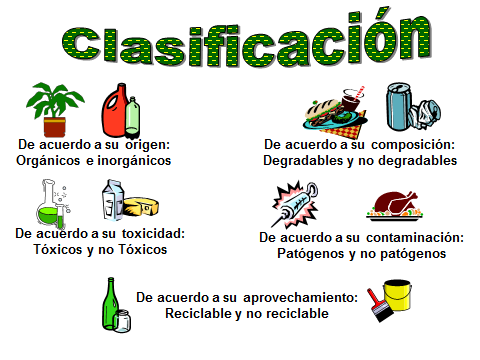 Clasificación
De acuerdo a su origen:
Orgánicos e inorgánicos
De acuerdo a su composición:
Degradables y no degradables
De acuerdo a su toxicidad:
Tóxicos y no Tóxicos
De acuerdo a su contaminación:
Patógenos y no patógenos
De acuerdo a su aprovechamiento:
Reciclable y no reciclable